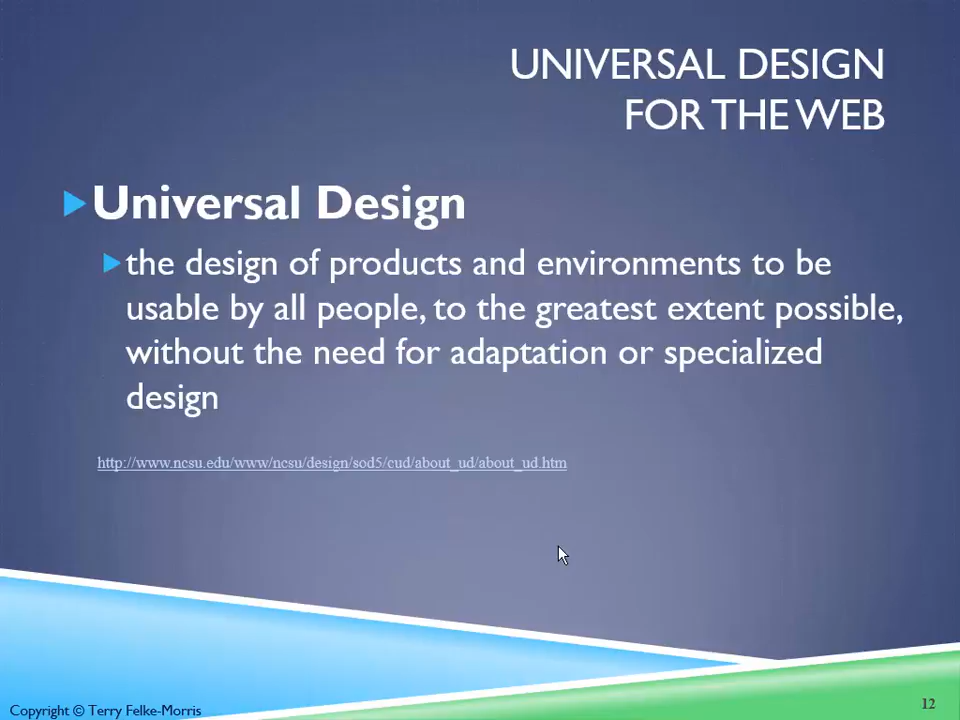 UNIVERSAL DESIGN
FOR THE WEB
Universal Design
the design of products and environments to be
usable by all people, to the greatest extent possible,
without the need for adaptation or specialized
design
http://www.ncsu.edu/www/ncsu/design/sod5/cud/about_ud/about_ud.htm
Copyright © Terry Felke-Morris
12